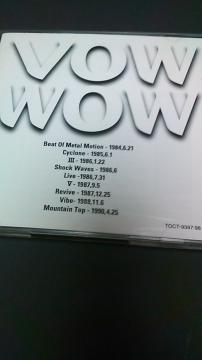 VOW
WOW
Beat Of Metal Motion - 1984,6.21
Cyclone - 1985,6.1
III - 1986,1.22
Shock Waves - 1986,6
Live - 1986,7.31
V - 1987,9.5
Revive - 1987,12.25
Vibe - 1988,11.6
Mountain Top - 1990,4.25
TOCT-9387-96